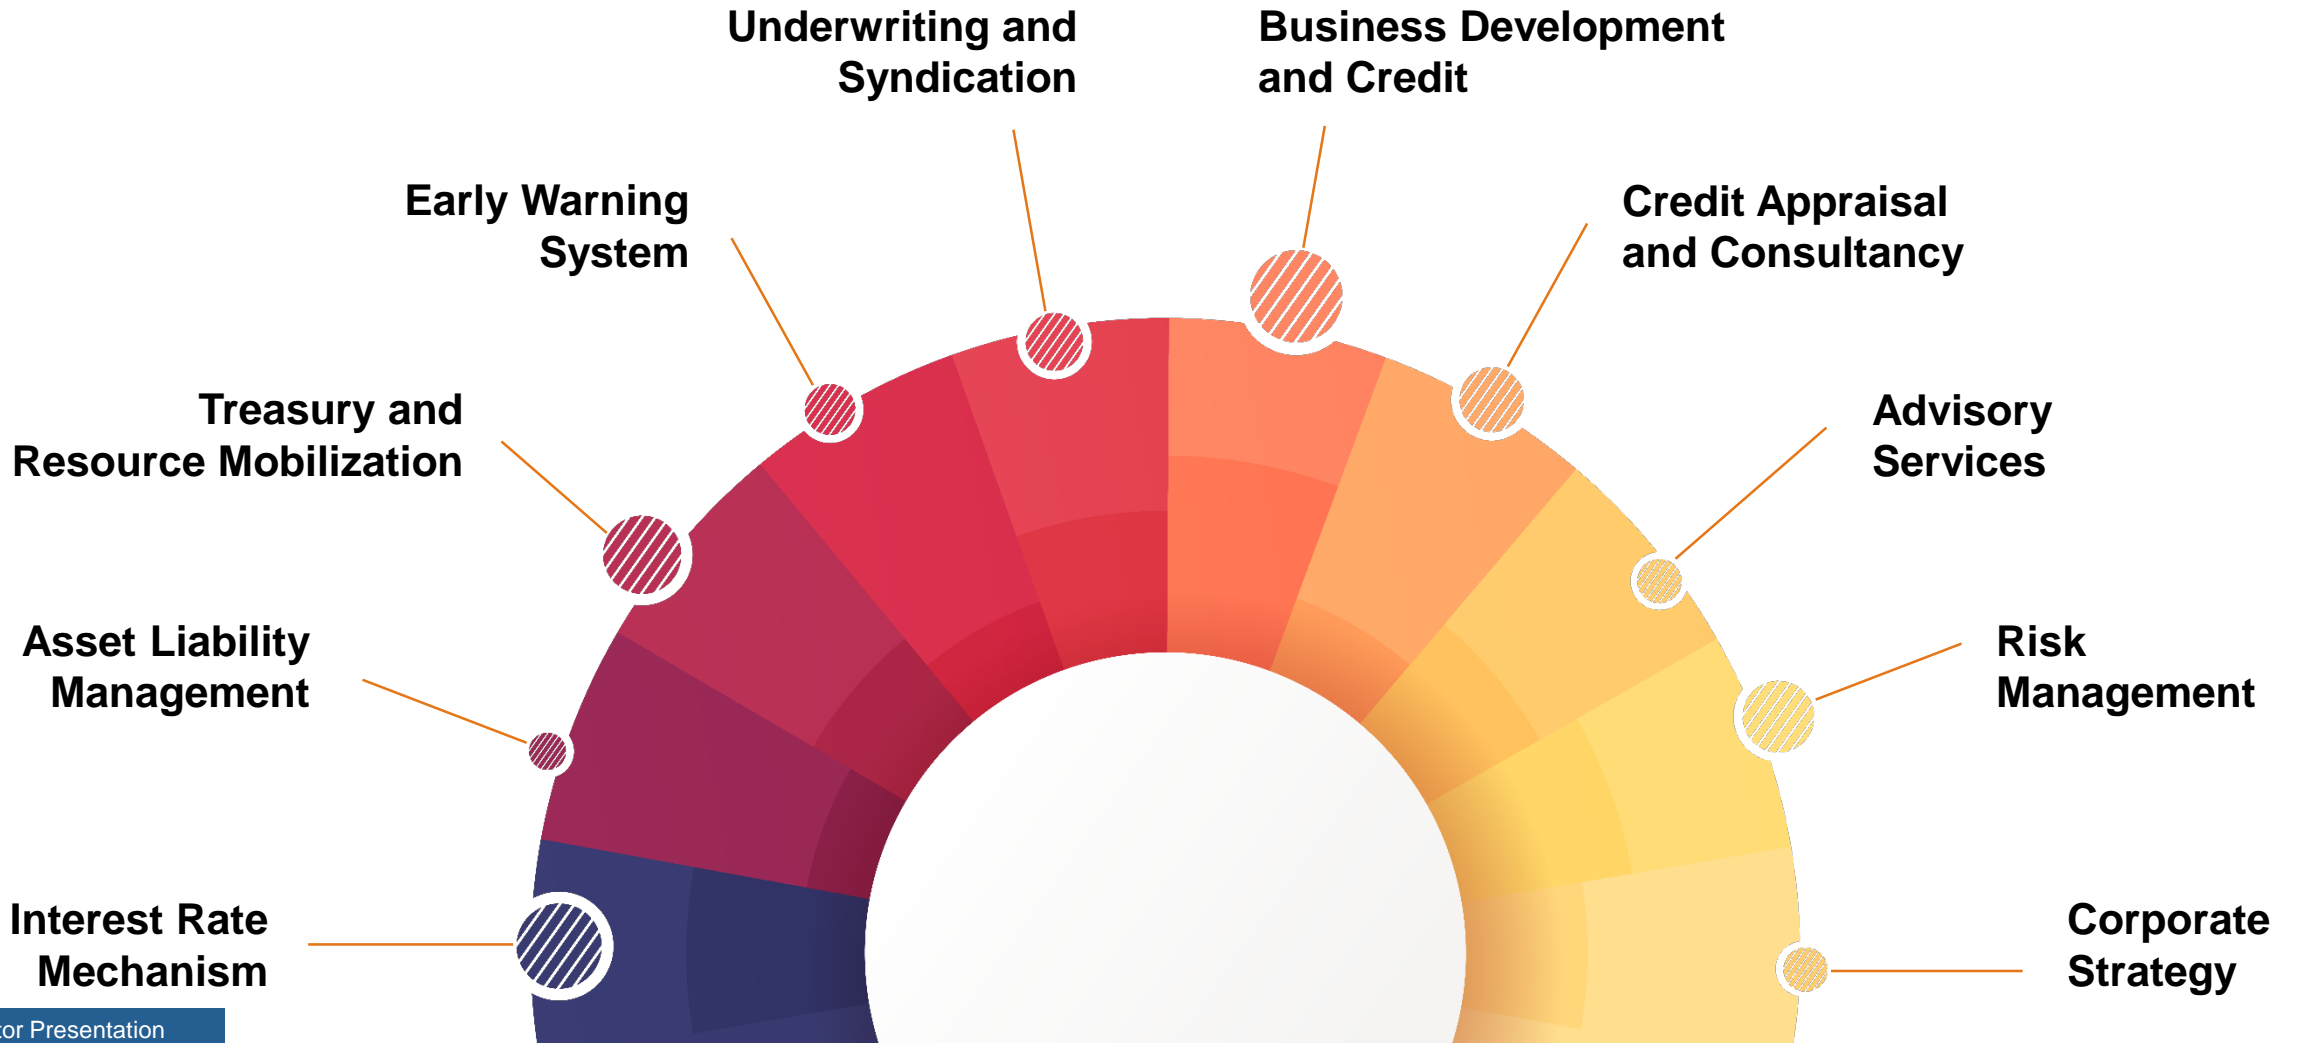 Underwriting and
Syndication
Business Development
and Credit
Early Warning
System
Credit Appraisal
and Consultancy
Treasury and
Resource Mobilization
Advisory
Services
Asset Liability
Management
Risk
Management
Interest Rate
Mechanism
Corporate
Strategy
Presentation